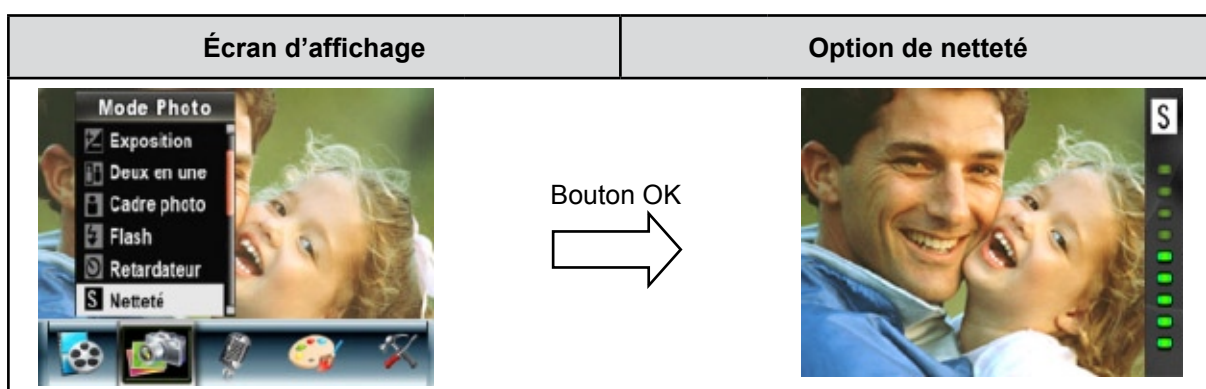 Écran d’affichage
Option de netteté
Mode Photo
Exposition
Deux en une
Cadre photo
Flash
Retardateur
S Netteté
Bouton OK
S